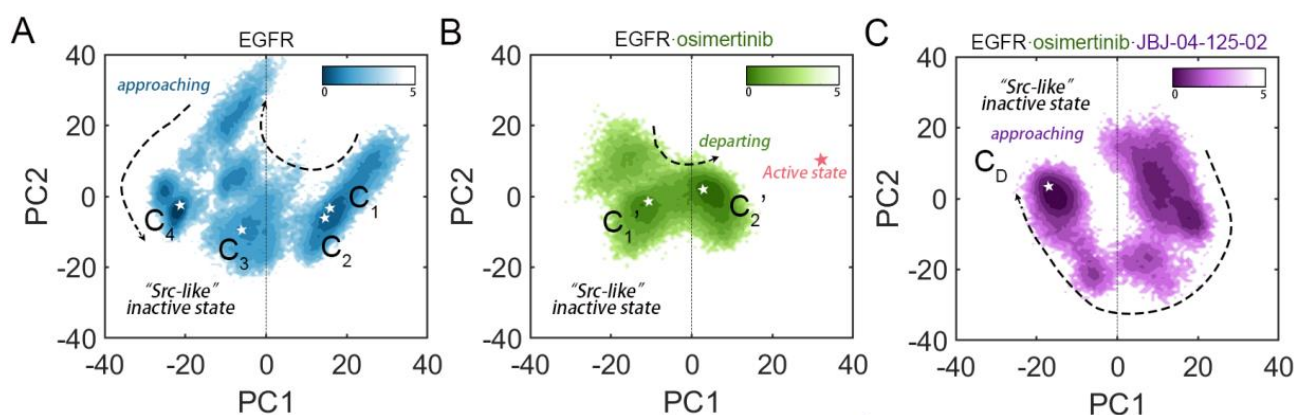 A
EGFR
approaching
0 5
40
20
0
-20
-40
PC2
C4
C3
C2
C1
"Src-like"
inactive state
-40 -20 0 20 40
PC1
B
EGFR·osimertinib
0 5
departing
Active state
40
20
0
-20
-40
PC2
C1'
C2'
"Src-like"
inactive state
-40 -20 0 20 40
PC1
C
EGFR·osimertinib·JBJ-04-125-02
"Src-like"
inactive state
approaching
0 5
CD
40
20
0
-20
-40
PC2
-40 -20 0 20 40
PC1